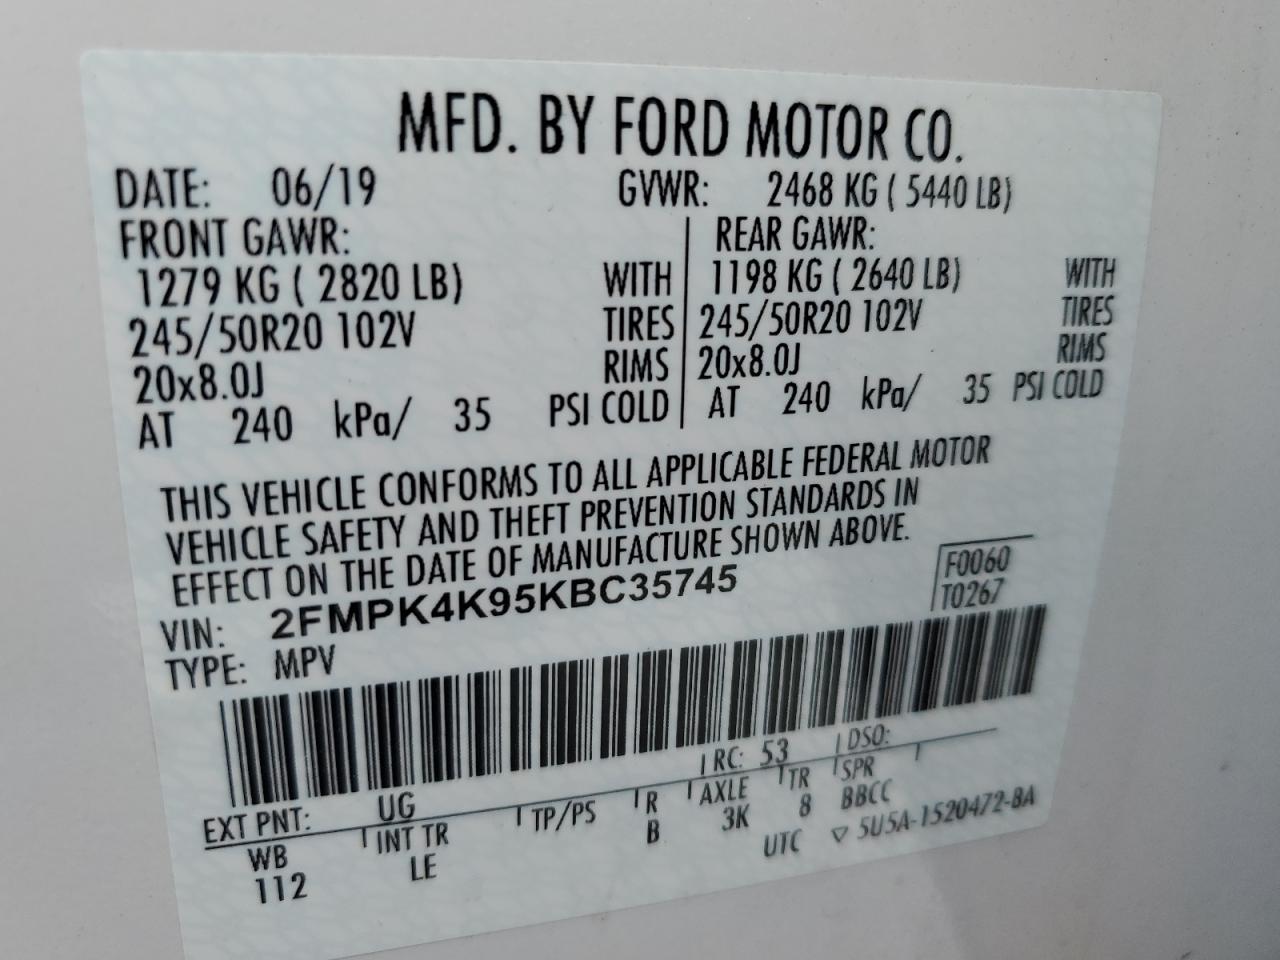 MFD. BY FORD MOTOR CO.
DATE: 06/19 GVWR: 2468 KG ( 5440 LB)
FRONT GAWR: REAR GAWR:
1279 KG ( 2820 LB) WITH 1198 KG ( 2640 LB) WITH
245/50R20 102V TIRES 245/50R20 102V TIRES
20x8.0J RIMS 20x8.0J RIMS
AT 240 kPa/ 35 PSI COLD AT 240 kPa/ 35 PSI COLD
THIS VEHICLE CONFORMS TO ALL APPLICABLE FEDERAL MOTOR
VEHICLE SAFETY AND THEFT PREVENTION STANDARDS IN
EFFECT ON THE DATE OF MANUFACTURE SHOWN ABOVE.
VIN: 2FMPK4K95KBC35745 F0060
TYPE: MPV T0267
EXT PNT: UG RC: 53 DSO:
WB INT TR TP/PS R AXLE TR SPR
112 LE B 3K 8 BBCC
UTC ▽ 5U5A-1520472-BA